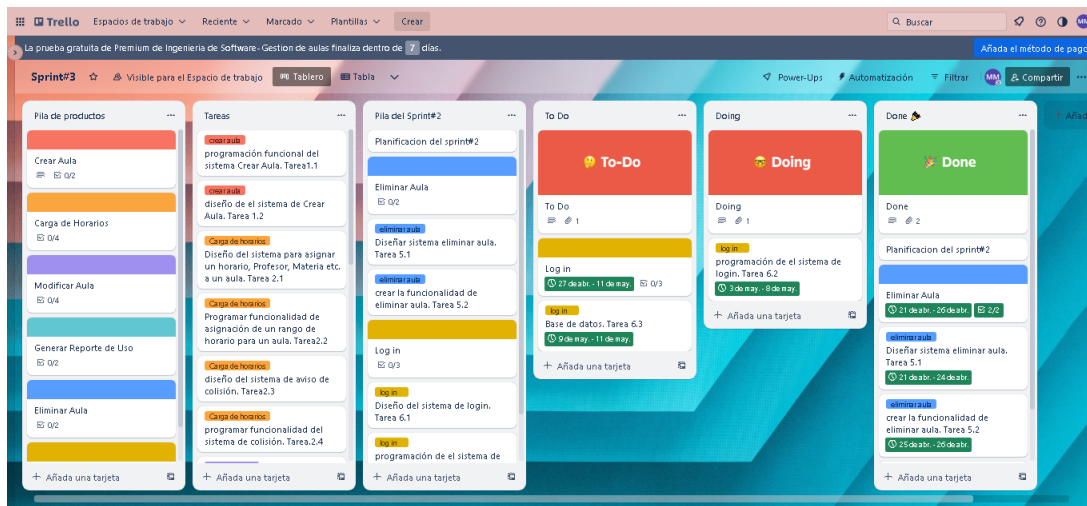 Trello
Espacios de trabajo
Reciente
Marcado
Plantillas
Crear
Buscar
La prueba gratuita de Premium de Ingenieria de Software- Gestion de aulas finaliza dentro de 7 días.
Añada el método de pago
Sprint#3
Visible para el Espacio de trabajo
Tablero
Tabla
Power-Ups
Automatización
Filtrar
MM
Compartir
Pila de productos
Crear Aula
0/2
Carga de Horarios
0/4
Modificar Aula
0/4
Generar Reporte de Uso
0/2
Eliminar Aula
0/2
+ Añada una tarjeta
Tareas
crear aula
programación funcional del
sistema Crear Aula. Tarea1.1
crear aula
diseño de el sistema de Crear
Aula. Tarea 1.2
Carga de horarios
Diseño del sistema para asignar
un horario, Profesor, Materia etc.
a un aula. Tarea 2.1
Carga de horarios
Programar funcionalidad de
asignación de un rango de
horario para un aula. Tarea2.2
Carga de horarios
diseño del sistema de aviso de
colisión. Tarea2.3
Carga de horarios
programar funcionalidad del
sistema de colisión. Tarea.2.4
+ Añada una tarjeta
Pila del Sprint#2
Planificacion del sprint#2
Eliminar Aula
0/2
eliminar aula
Diseñar sistema eliminar aula.
Tarea 5.1
eliminar aula
crear la funcionalidad de
eliminar aula. Tarea 5.2
Log in
0/3
log in
Diseño del sistema de login.
Tarea 6.1
log in
programación de el sistema de
+ Añada una tarjeta
To Do
To-Do
To Do
1
Log in
27 de abr. - 11 de may.
0/3
log in
Base de datos. Tarea 6.3
9 de may. - 11 de may.
+ Añada una tarjeta
Doing
Doing
Doing
1
log in
programación de el sistema de
login. Tarea 6.2
3 de may. - 8 de may.
+ Añada una tarjeta
Done
Done
Done
2
Planificacion del sprint#2
Eliminar Aula
21 de abr. - 26 de abr.
2/2
eliminar aula
Diseñar sistema eliminar aula.
Tarea 5.1
21 de abr. - 24 de abr.
eliminar aula
crear la funcionalidad de
eliminar aula. Tarea 5.2
25 de abr. - 26 de abr.
+ Añada una tarjeta
+ Añad